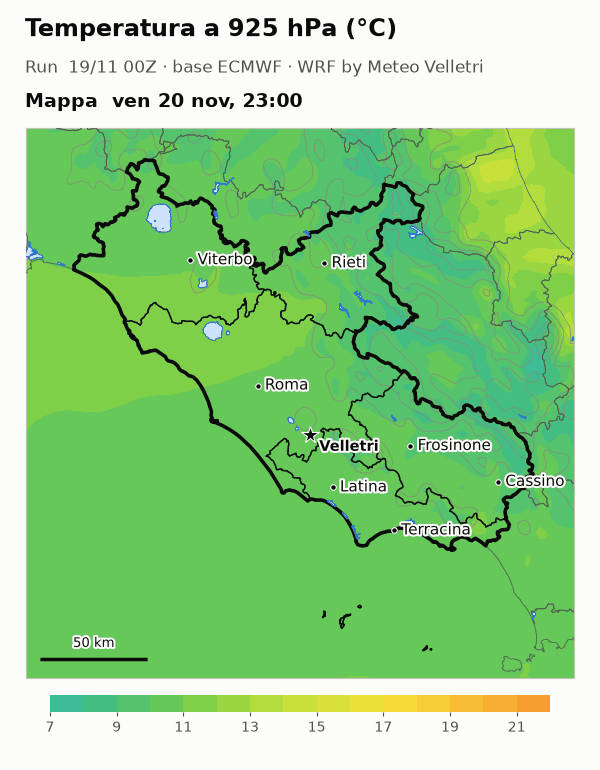 Temperatura a 925 hPa (°C)
Run  19/11 00Z · base ECMWF · WRF by Meteo Velletri
Mappa  ven 20 nov, 23:00
Viterbo
Rieti
Roma
Velletri
Frosinone
Cassino
Latina
Terracina
50 km
7 9 11 13 15 17 19 21